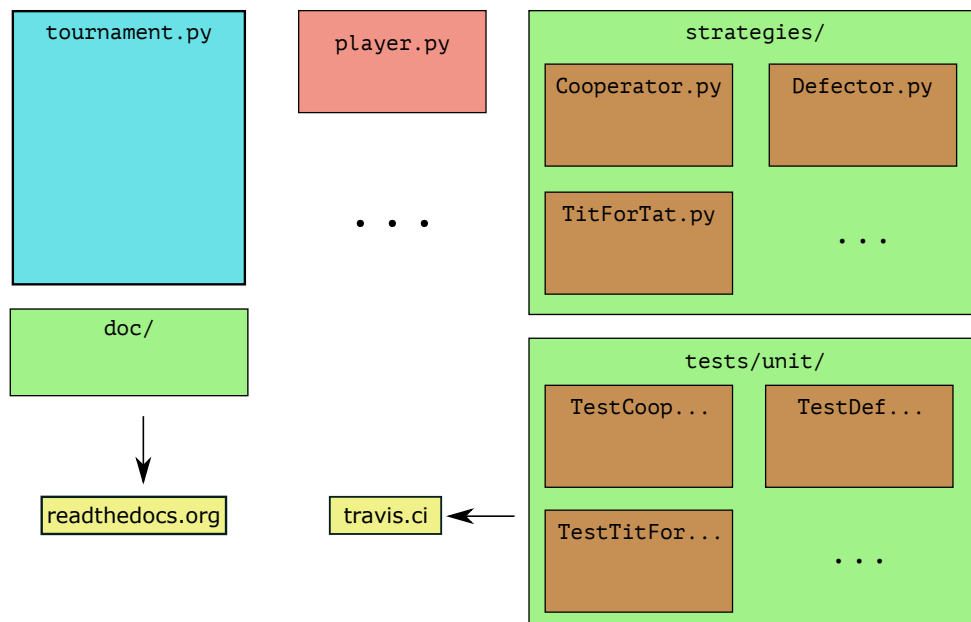 tournament.py
player.py
. . .
strategies/
Cooperator.py
Defector.py
TitForTat.py
...
doc/
readthedocs.org
travis.ci
tests/unit/
TestCoop...
TestDef...
TestTitFor...
...